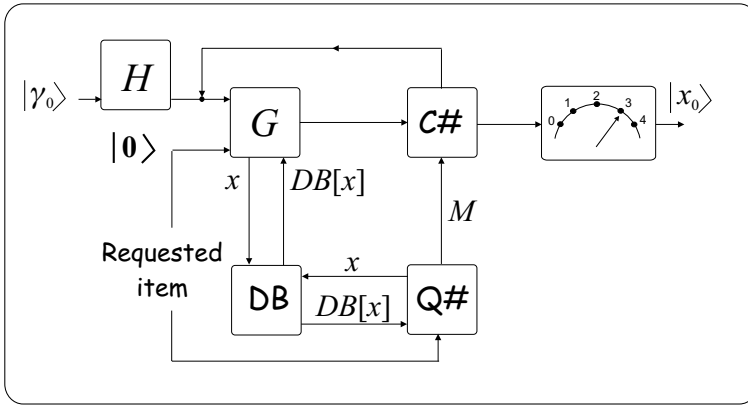 |γ₀⟩
H
|0⟩
G
C#
0 1 2 3 4
|x₀⟩
x
DB[x]
M
Requested
item
DB
x
DB[x]
Q#